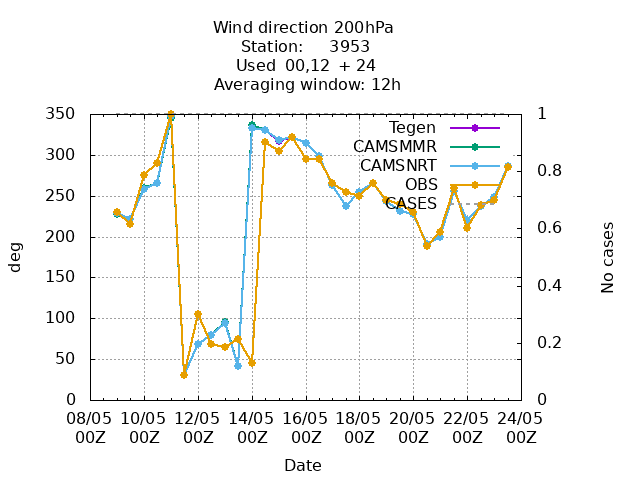 Wind direction 200hPa
Station: 3953
Used 00,12 + 24
Averaging window: 12h
350
300
250
200
150
100
50
0
deg
1
0.8
0.6
0.4
0.2
0
No cases
Tegen
CAMSMMR
CAMSNRT
OBS
CASES
08/05 10/05 12/05 14/05 16/05 18/05 20/05 22/05 24/05
00Z 00Z 00Z 00Z 00Z 00Z 00Z 00Z 00Z
Date